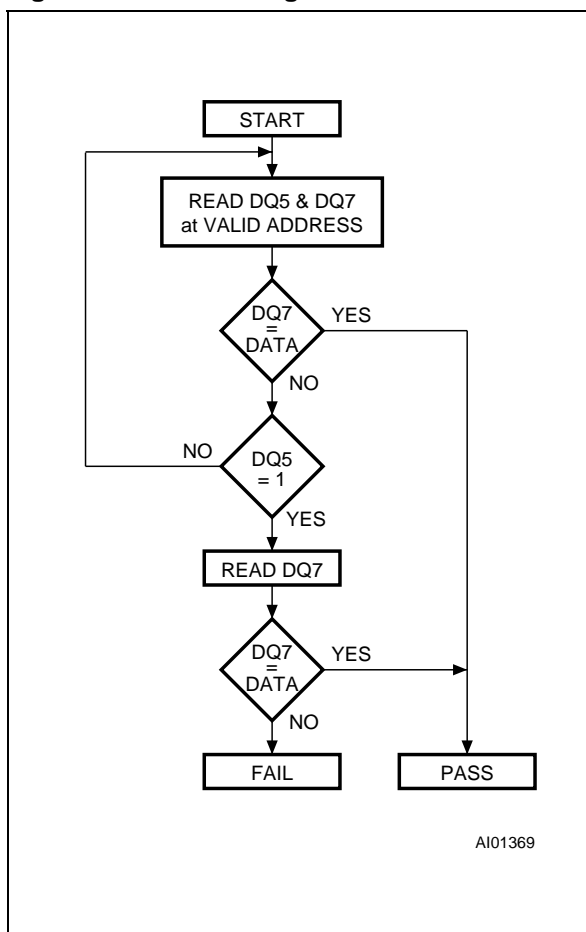 START
READ DQ5 & DQ7
at VALID ADDRESS
DQ7
=
DATA
YES
NO
DQ5
= 1
NO
YES
READ DQ7
DQ7
=
DATA
YES
NO
FAIL
PASS
AI01369